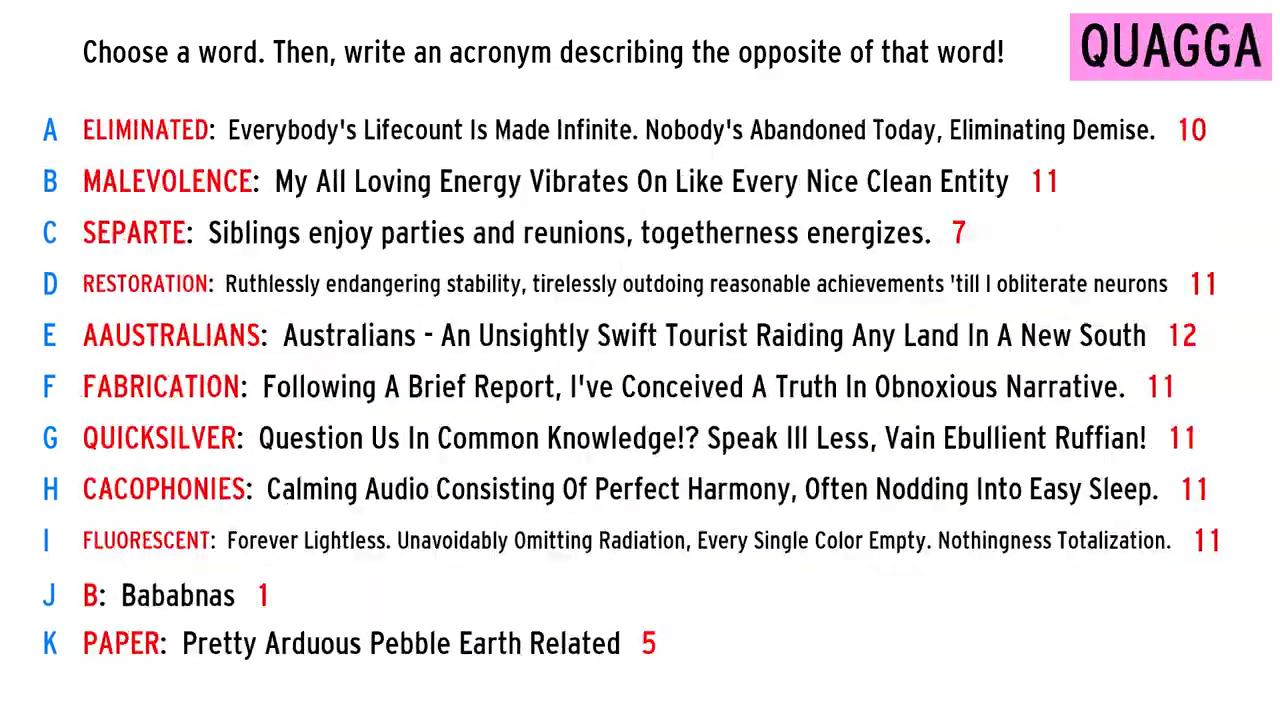 Choose a word. Then, write an acronym describing the opposite of that word!
QUAGGA
A ELIMINATED: Everybody's Lifecount Is Made Infinite. Nobody's Abandoned Today, Eliminating Demise. 10
B MALEVOLENCE: My All Loving Energy Vibrates On Like Every Nice Clean Entity 11
C SEPARTE: Siblings enjoy parties and reunions, togetherness energizes. 7
D RESTORATION: Ruthlessly endangering stability, tirelessly outdoing reasonable achievements 'till I obliterate neurons 11
E AAUSTRALIANS: Australians - An Unsightly Swift Tourist Raiding Any Land In A New South 12
F FABRICATION: Following A Brief Report, I've Conceived A Truth In Obnoxious Narrative. 11
G QUICKSILVER: Question Us In Common Knowledge!? Speak Ill Less, Vain Ebullient Ruffian! 11
H CACOPHONIES: Calming Audio Consisting Of Perfect Harmony, Often Nodding Into Easy Sleep. 11
I FLUORESCENT: Forever Lightless. Unavoidably Omitting Radiation, Every Single Color Empty. Nothingness Totalization. 11
J B: Bababnas 1
K PAPER: Pretty Arduous Pebble Earth Related 5